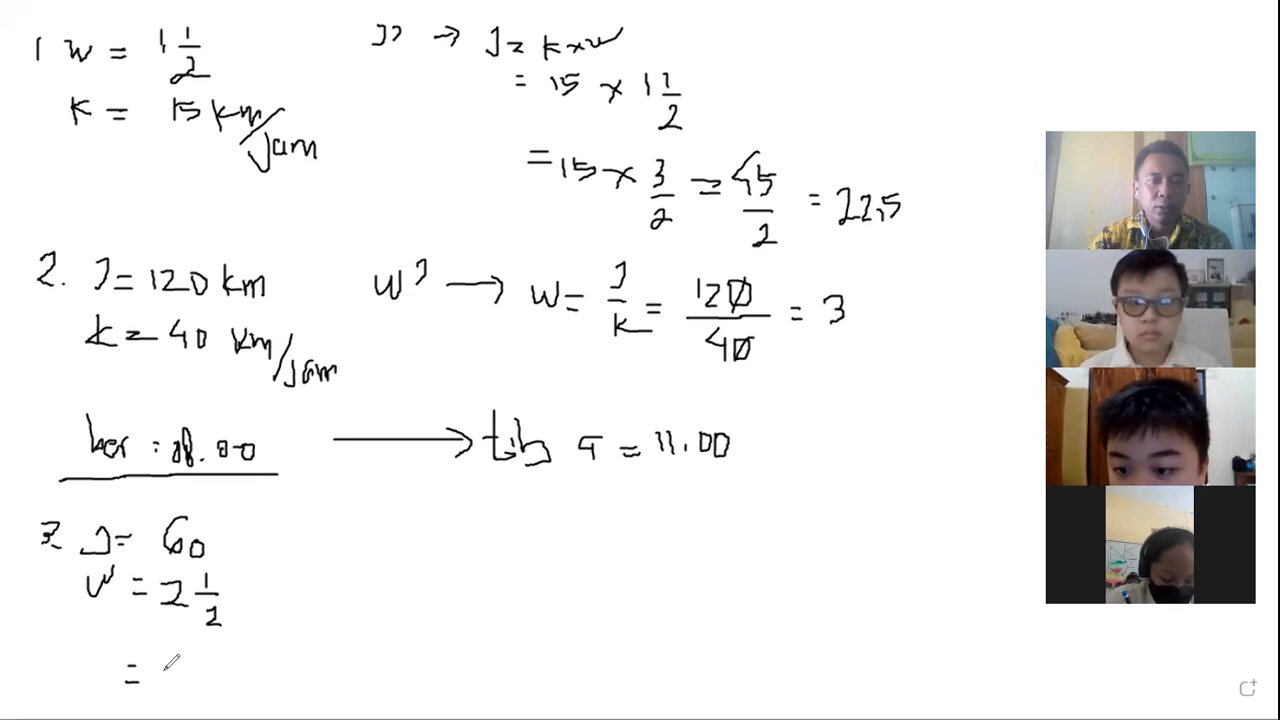 1 W = 1 1/2
K = 15 km/jam
J? → J = K x W
= 15 x 1 1/2
= 15 x 3/2 = 45/2 = 22,5
2. J = 120 km
K = 40 km/jam
W? → W = J/K = 120/40 = 3
ber = 08.00 → tiba = 11.00
3 J = 60
W = 2 1/2
=